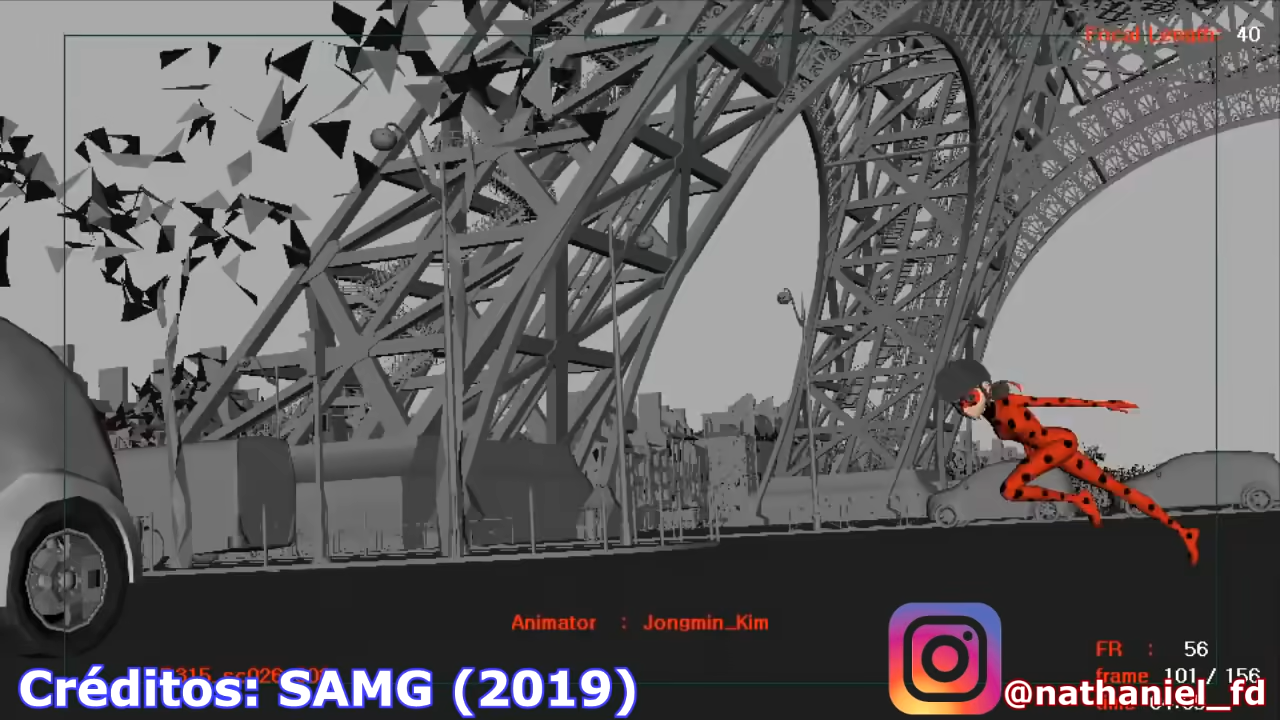 Focal Length 40
Animator : Jongmin_Kim
FR : 56
frame 101 / 156
Créditos: SAMG (2019)
@nathaniel_fd